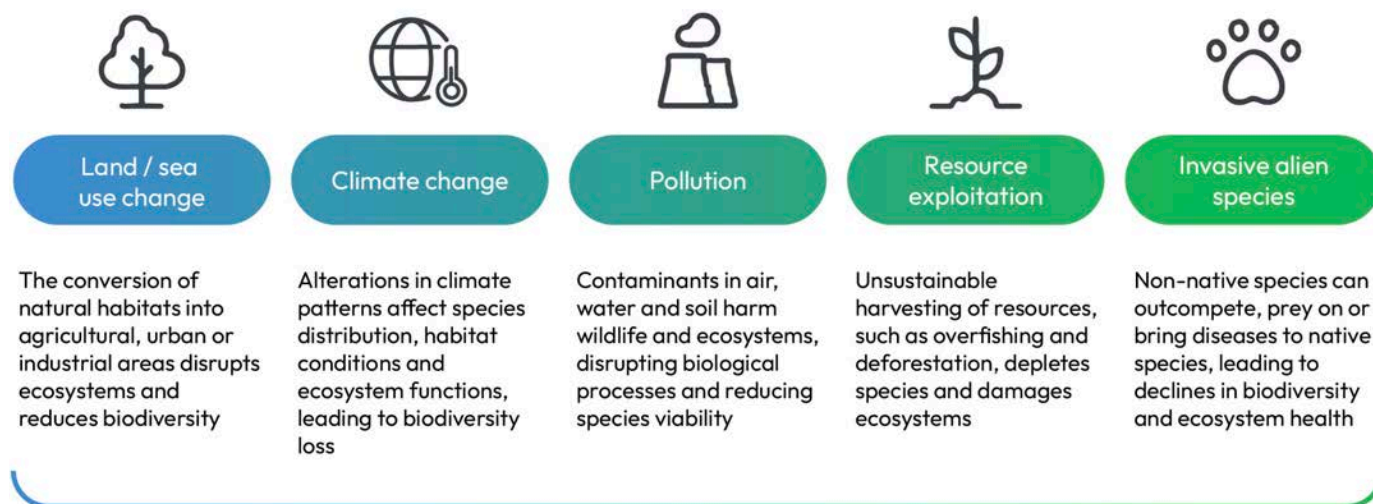 Land / sea
use change
Climate change
Pollution
Resource
exploitation
Invasive alien
species
The conversion of
natural habitats into
agricultural, urban or
industrial areas disrupts
ecosystems and
reduces biodiversity
Alterations in climate
patterns affect species
distribution, habitat
conditions and
ecosystem functions,
leading to biodiversity
loss
Contaminants in air,
water and soil harm
wildlife and ecosystems,
disrupting biological
processes and reducing
species viability
Unsustainable
harvesting of resources,
such as overfishing and
deforestation, depletes
species and damages
ecosystems
Non-native species can
outcompete, prey on or
bring diseases to native
species, leading to
declines in biodiversity
and ecosystem health